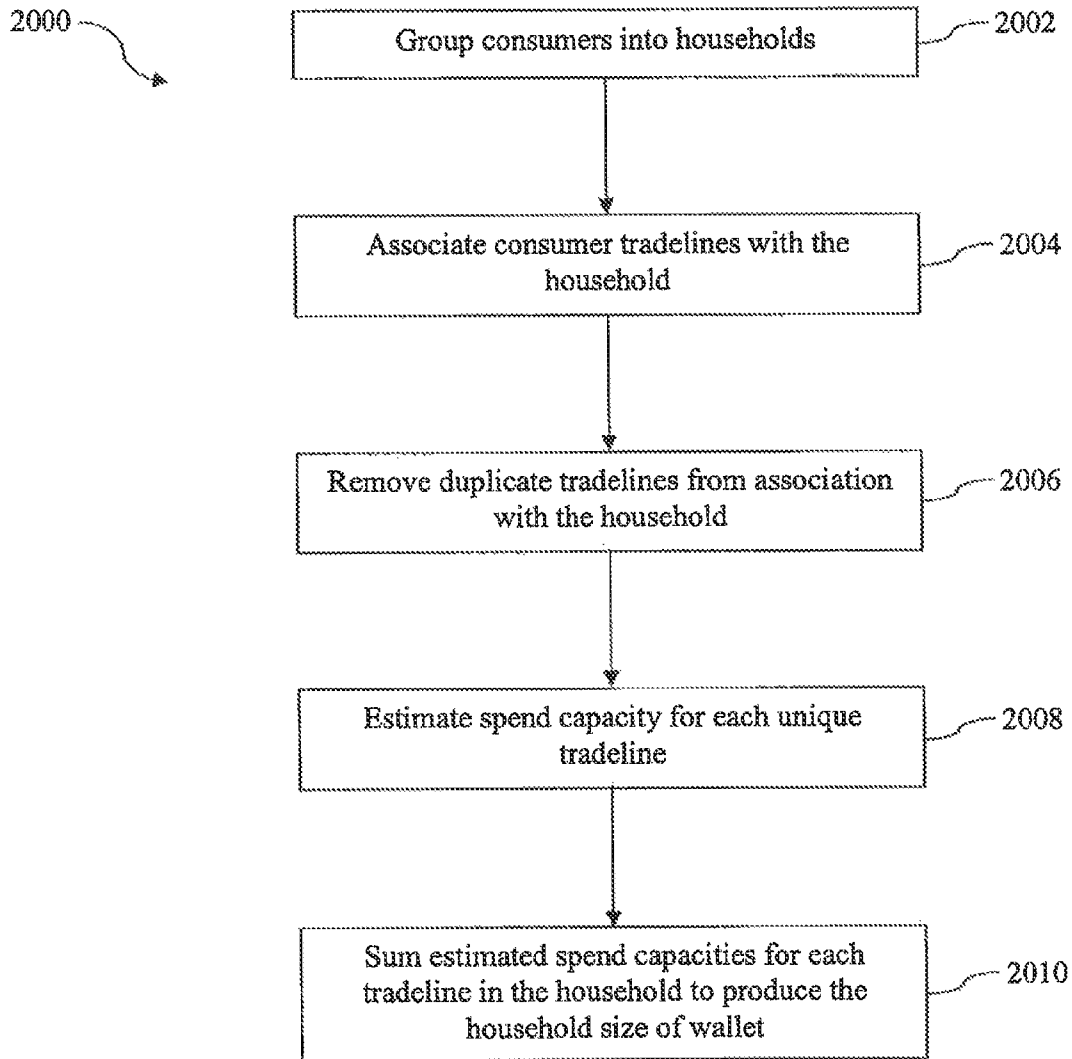 2000
Group consumers into households
2002
Associate consumer tradelines with the
household
2004
Remove duplicate tradelines from association
with the household
2006
Estimate spend capacity for each unique
tradeline
2008
Sum estimated spend capacities for each
tradeline in the household to produce the
household size of wallet
2010